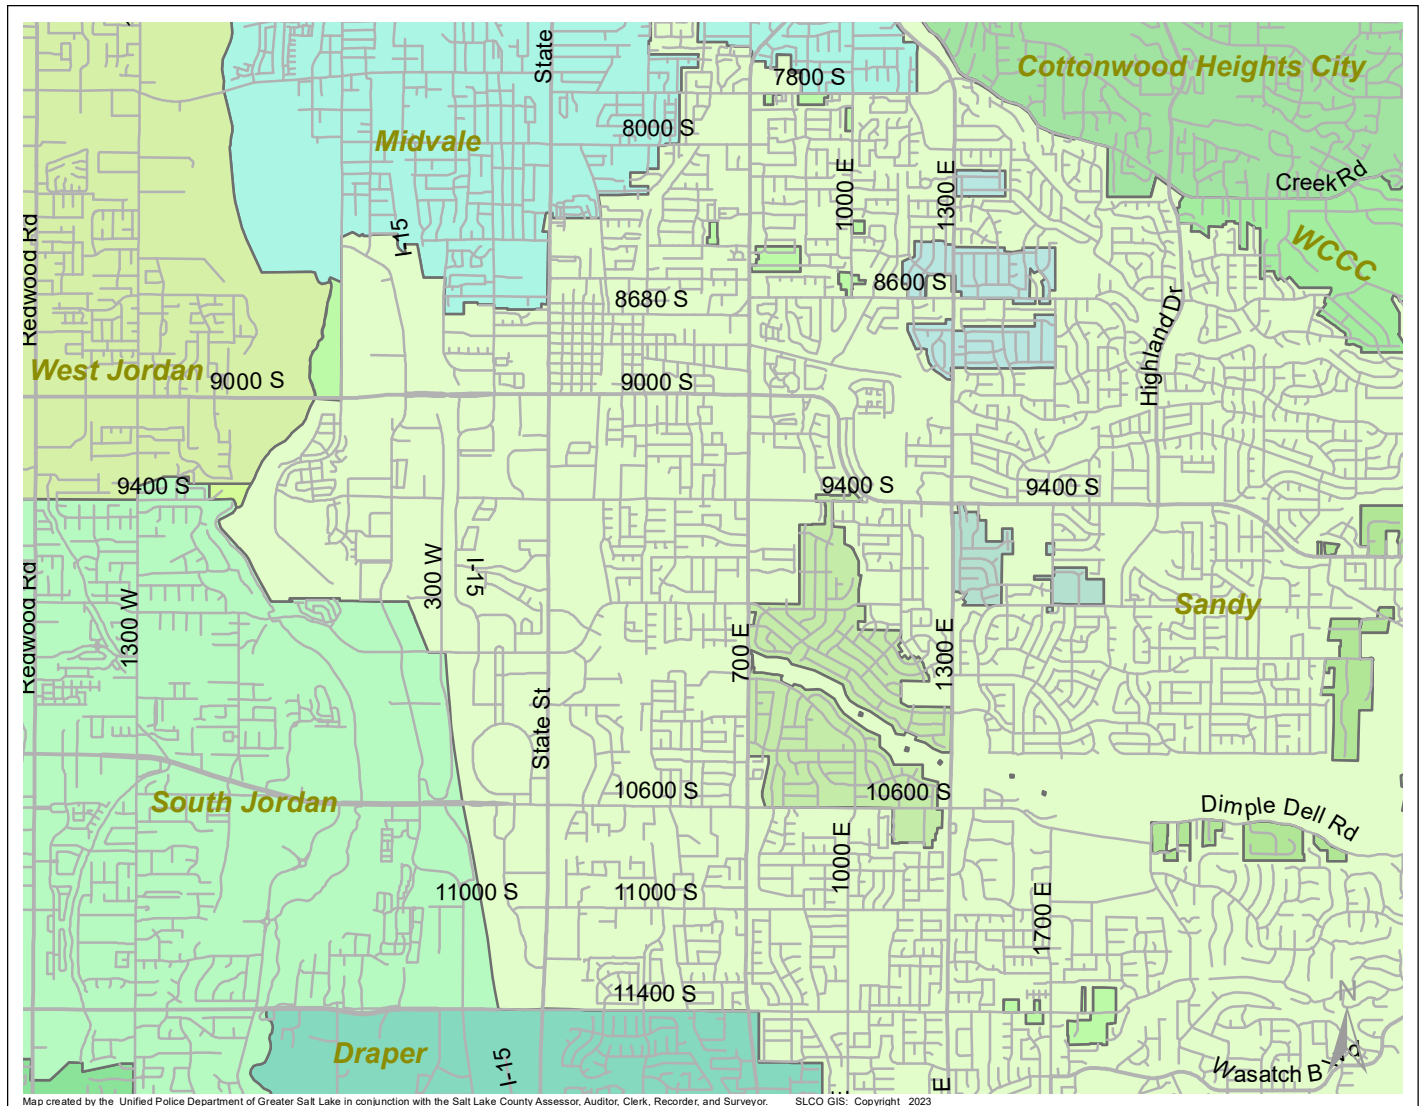 State
7800 S
Cottonwood Heights City
Midvale
8000 S
1000 E
1300 E
Creek Rd
Redwood Rd
I-15
WCCC
8600 S
8680 S
Highland Dr
West Jordan
9000 S
9000 S
9400 S
9400 S
9400 S
300 W
I-15
Redwood Rd
1300 W
Sandy
700 E
1300 E
State St
10600 S
10600 S
South Jordan
Dimple Dell Rd
1000 E
11000 S
11000 S
1700 E
11400 S
N
Draper
I-15
E
Wasatch Blvd
Map created by the Unified Police Department of Greater Salt Lake in conjunction with the Salt Lake County Assessor, Auditor, Clerk, Recorder, and Surveyor. SLCO GIS: Copyright 2023